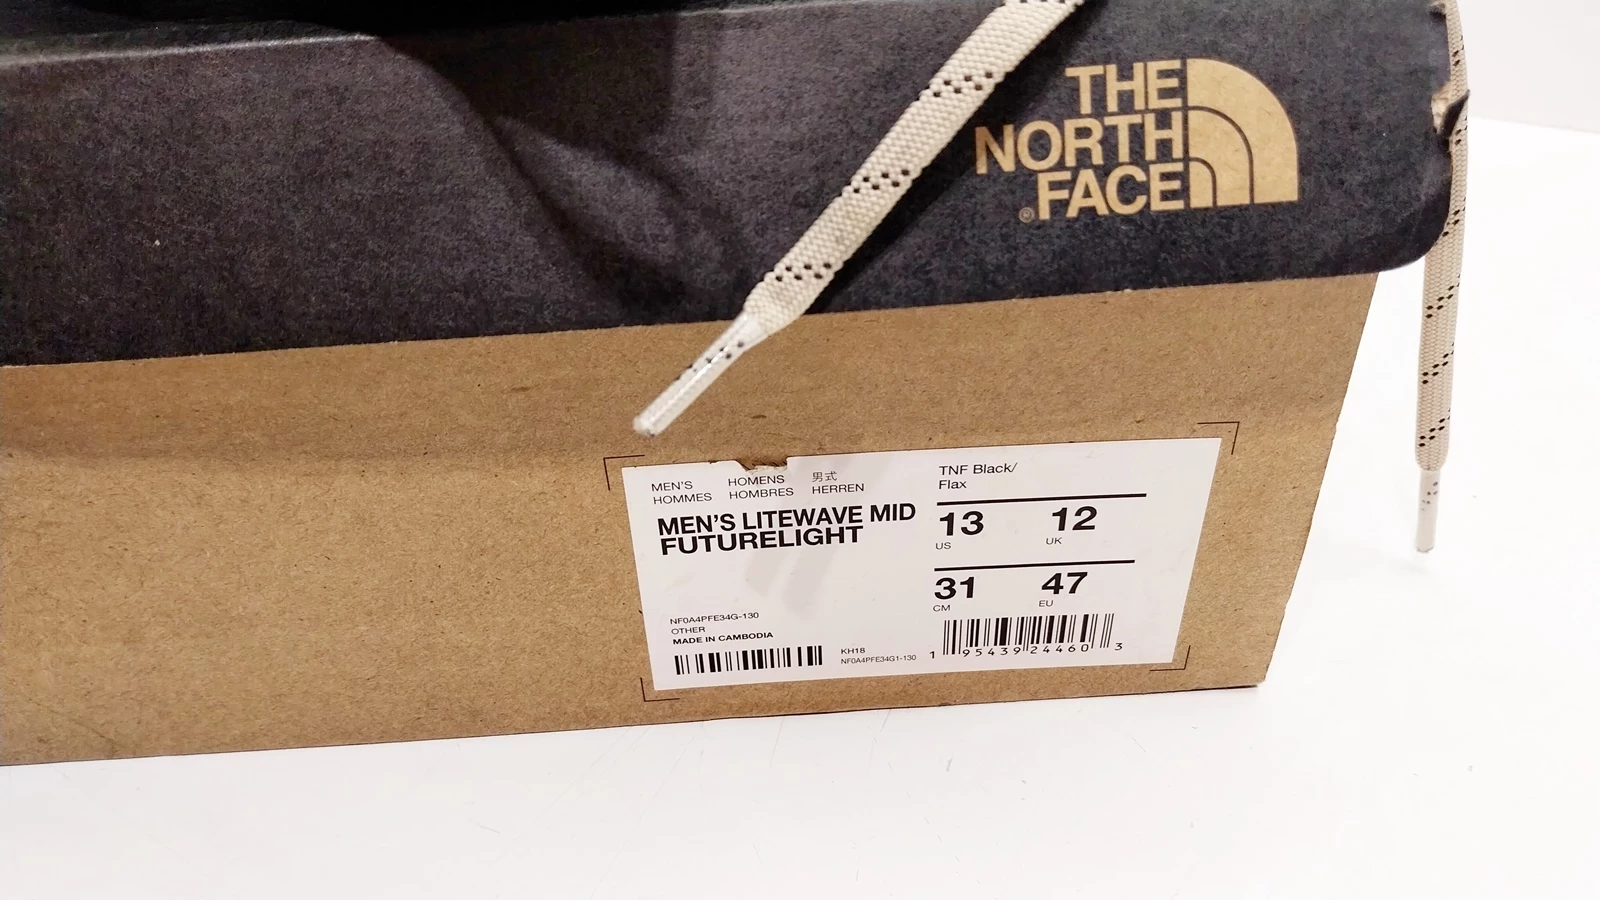 THE
NORTH
® FACE
MEN'S HOMENS 男式
HOMMES HOMBRES HERREN
MEN'S LITEWAVE MID
FUTURELIGHT
NF0A4PFE34G-130
OTHER
MADE IN CAMBODIA
KH18
NF0A4PFE34G1-130
TNF Black/
Flax
13 12
US UK
31 47
CM EU
1 95439 24460 3